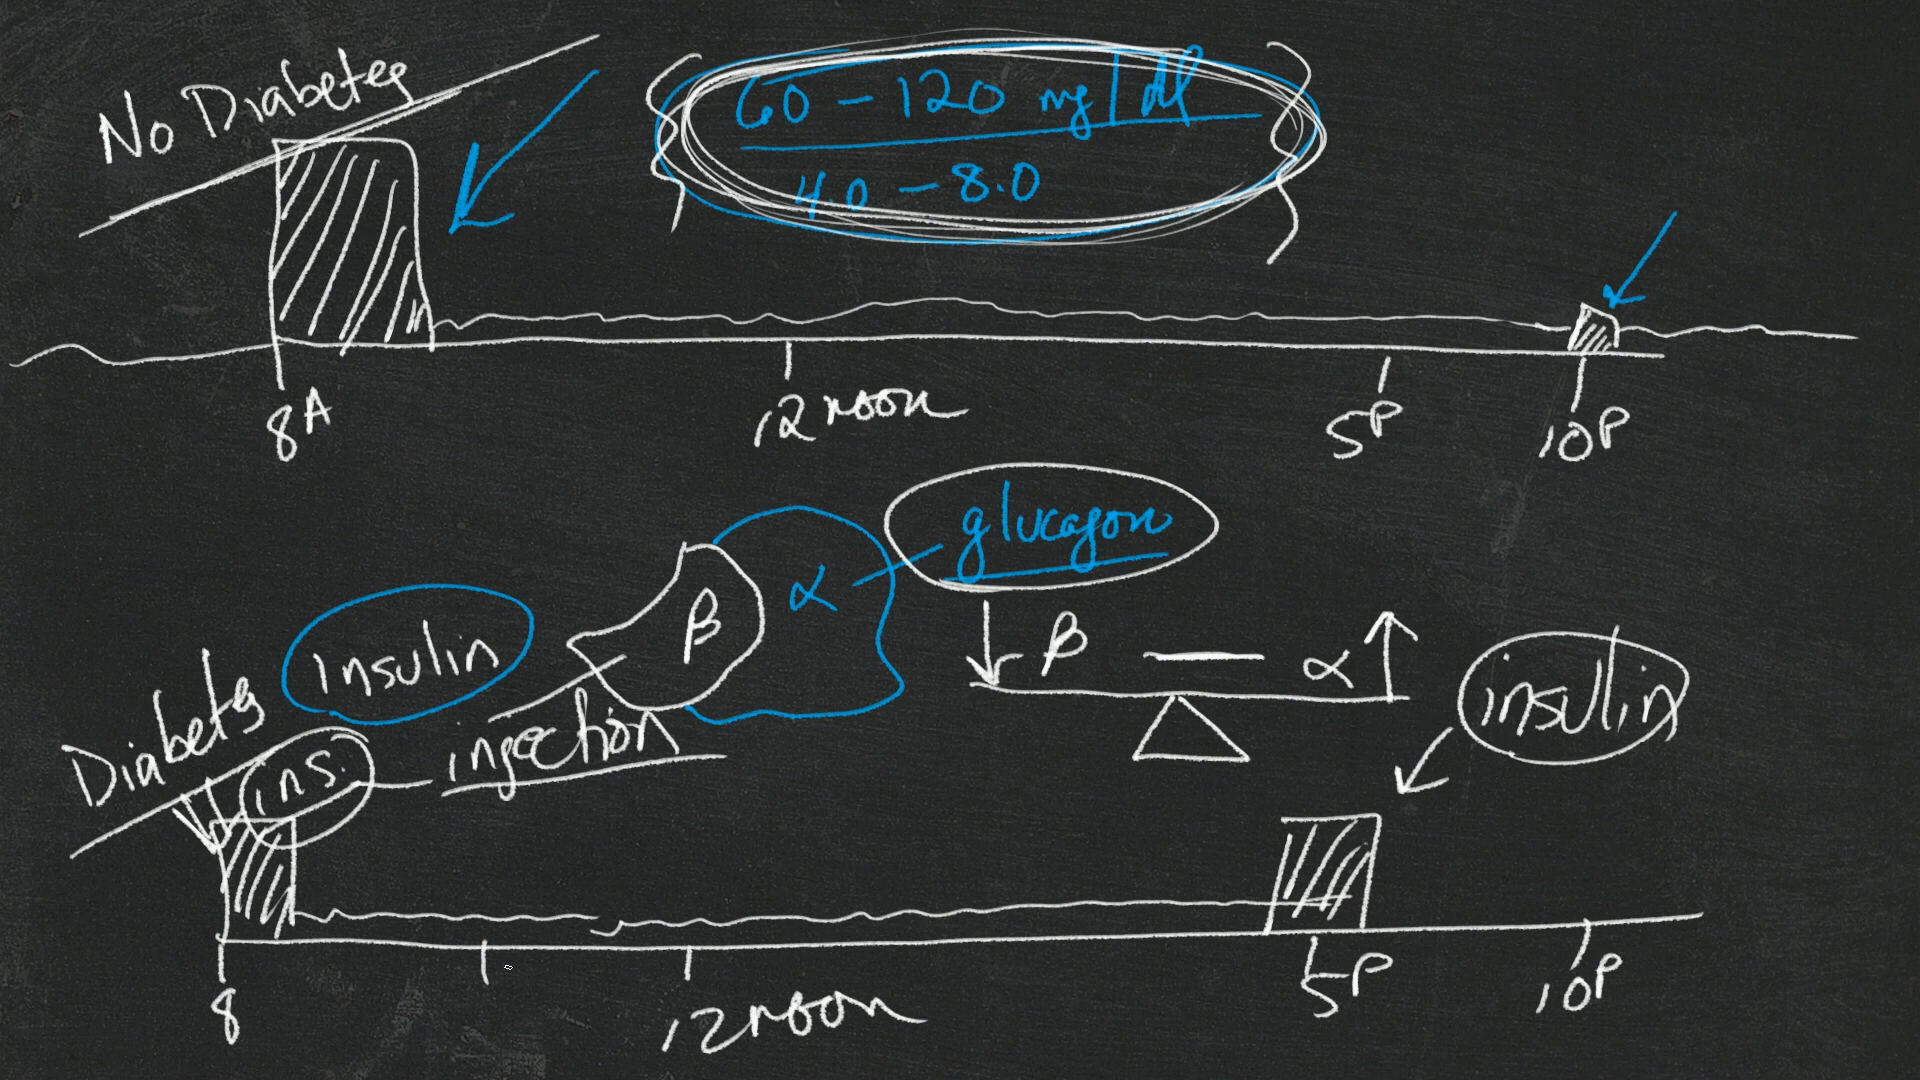 No Diabetes
60 - 120 mg/dl
4.0 - 8.0
8A
12 noon
5P
10P
glucagon
α
β
Insulin
β
α
insulin
Diabets
ins.
injection
8
12 noon
5P
10P